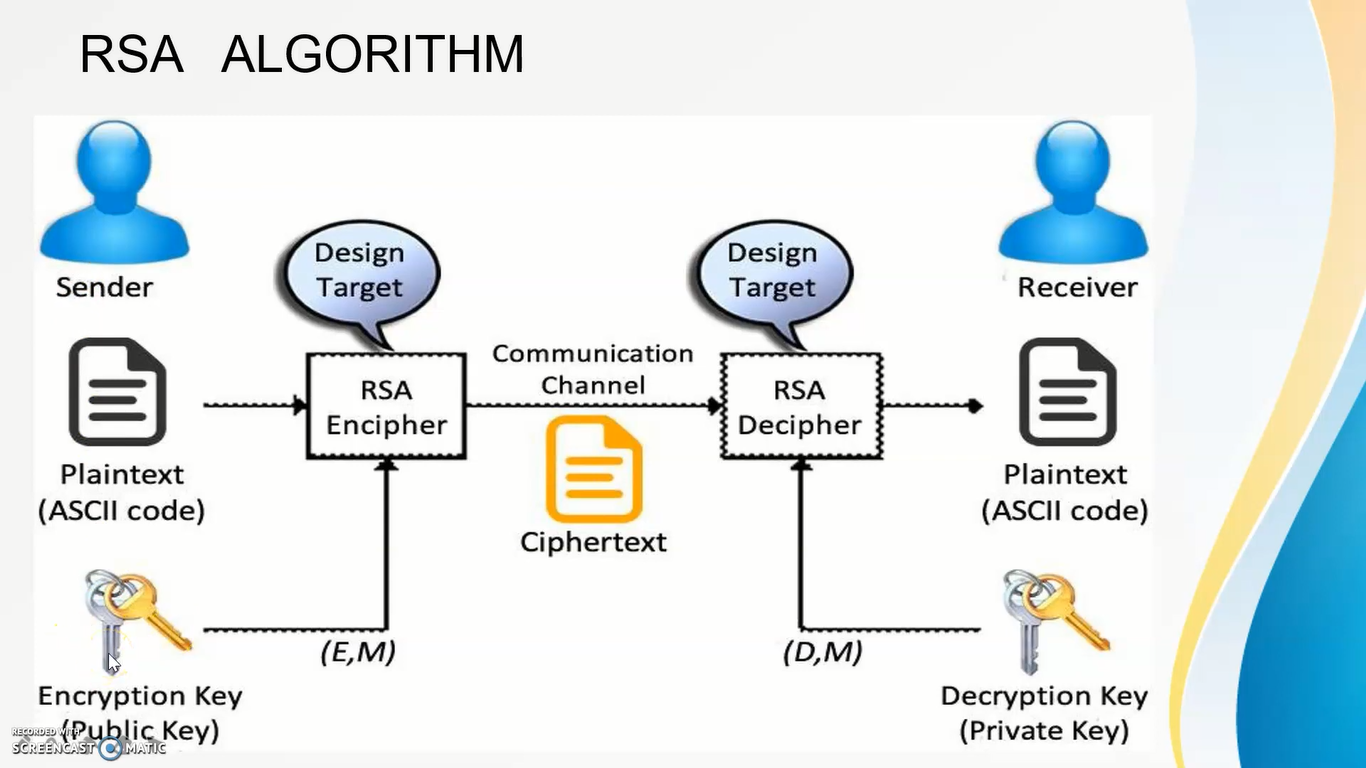 RSA ALGORITHM
Sender
Receiver
Design
Target
Design
Target
Communication
Channel
RSA
Encipher
RSA
Decipher
Plaintext
(ASCII code)
Ciphertext
Plaintext
(ASCII code)
(E,M)
(D,M)
Encryption Key
(Public Key)
Decryption Key
(Private Key)
RECORDED WITH
SCREENCAST MATIC